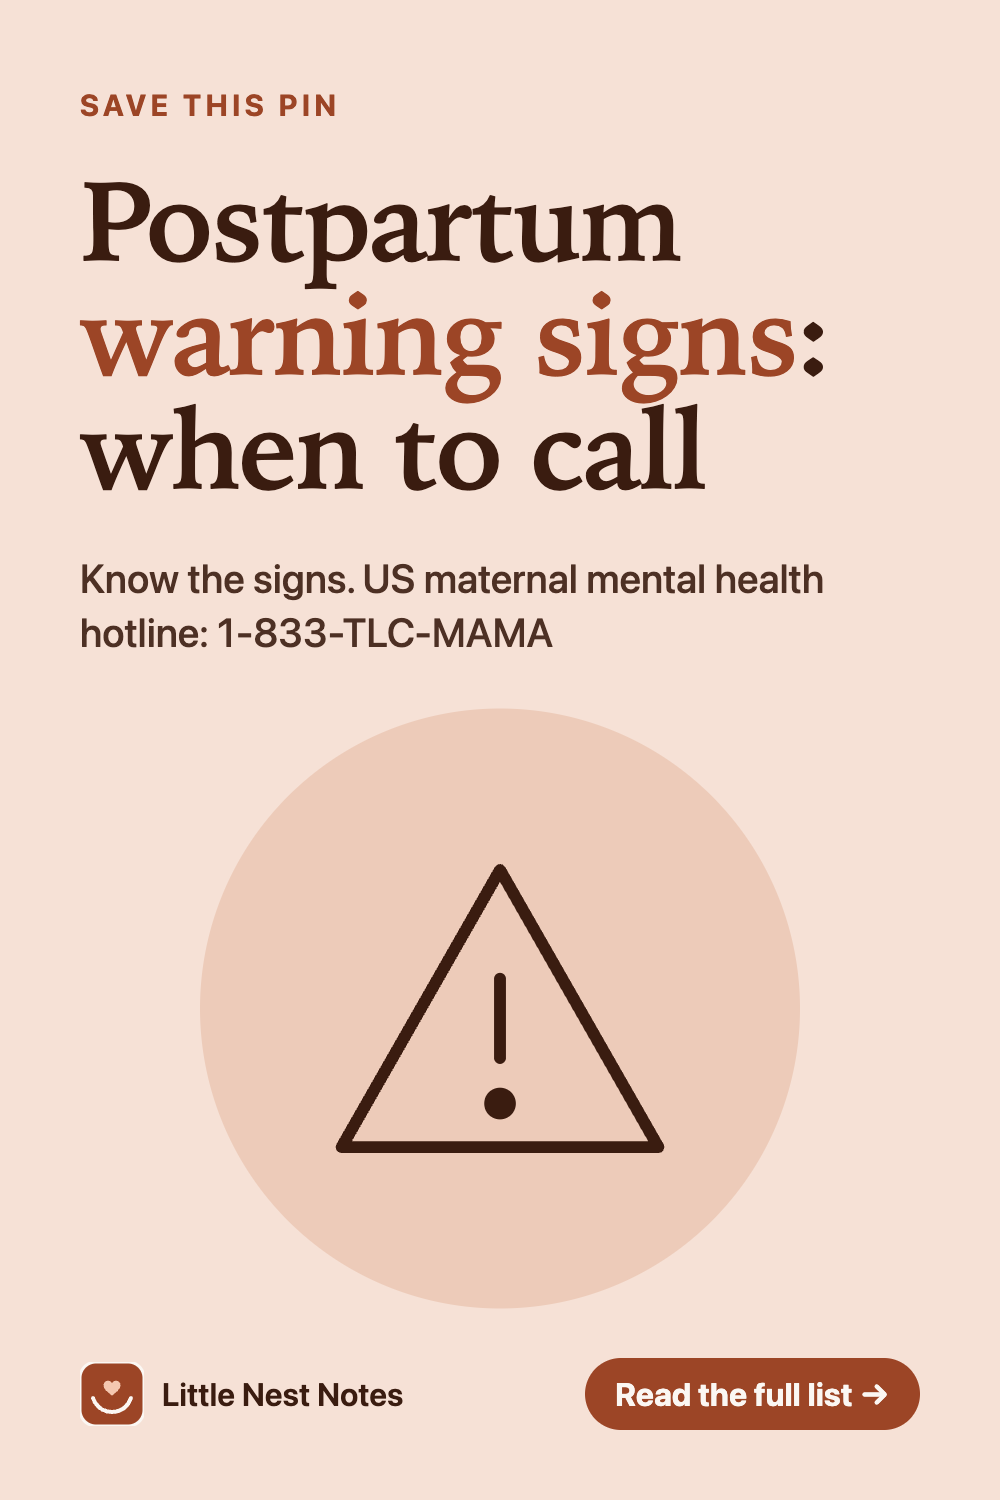 SAVE THIS PIN
Postpartum
warning signs:
when to call
Know the signs. US maternal mental health
hotline: 1-833-TLC-MAMA
Little Nest Notes
Read the full list →